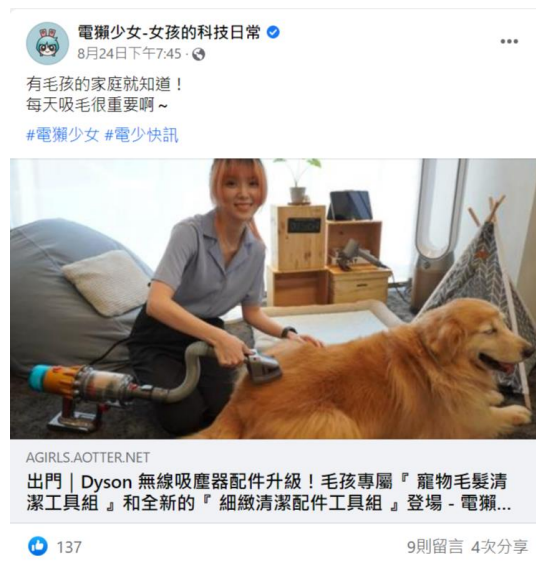 電獺少女-女孩的科技日常
8月24日下午7:45 ·
有毛孩的家庭就知道！
每天吸毛很重要啊～
#電獺少女 #電少快訊
AGIRLS.AOTTER.NET
出門｜Dyson 無線吸塵器配件升級！毛孩專屬『 寵物毛髮清
潔工具組 』和全新的『 細緻清潔配件工具組 』登場 - 電獺...
137
9則留言 4次分享